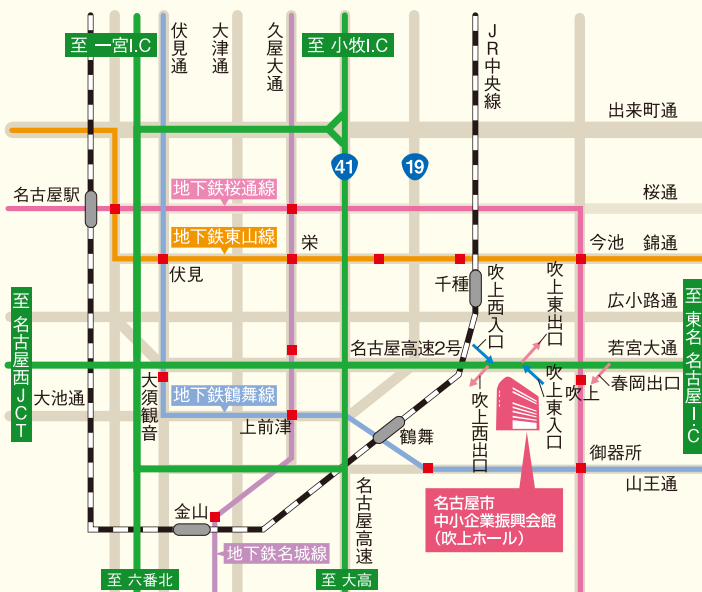 至 一宮I.C
伏見通
大津通
久屋大通
至 小牧I.C
JR中央線
出来町通
41
19
名古屋駅
地下鉄桜通線
桜通
地下鉄東山線
栄
今池
錦通
伏見
千種
吹上西入口
吹上東出口
広小路通
至 名古屋西JCT
至 東名 名古屋I.C
名古屋高速2号
若宮大通
大須観音
地下鉄鶴舞線
大池通
上前津
鶴舞
吹上西出口
吹上東入口
吹上
春岡出口
御器所
山王通
名古屋市
中小企業振興会館
(吹上ホール)
金山
名古屋高速
地下鉄名城線
至 六番北
至 大高